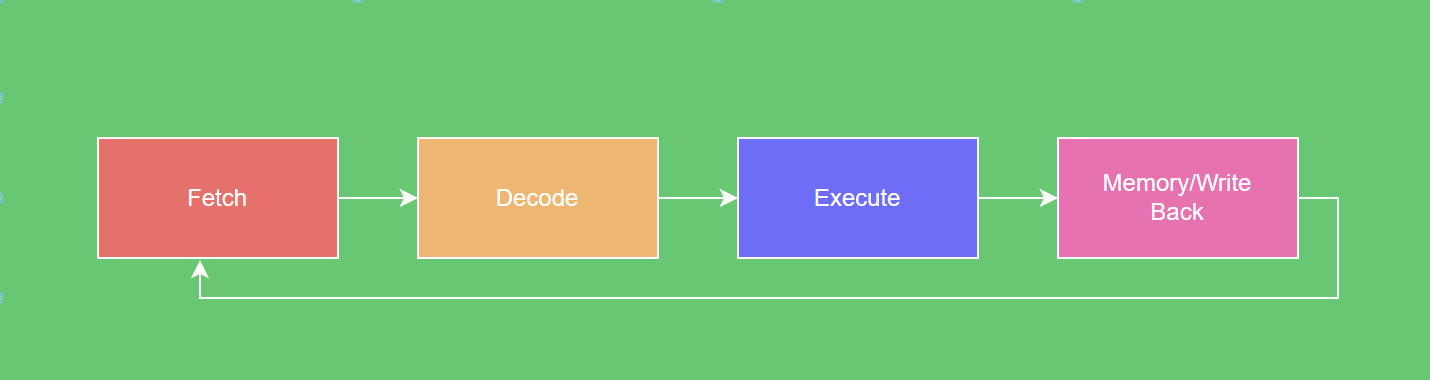 Fetch
Decode
Execute
Memory/Write
Back